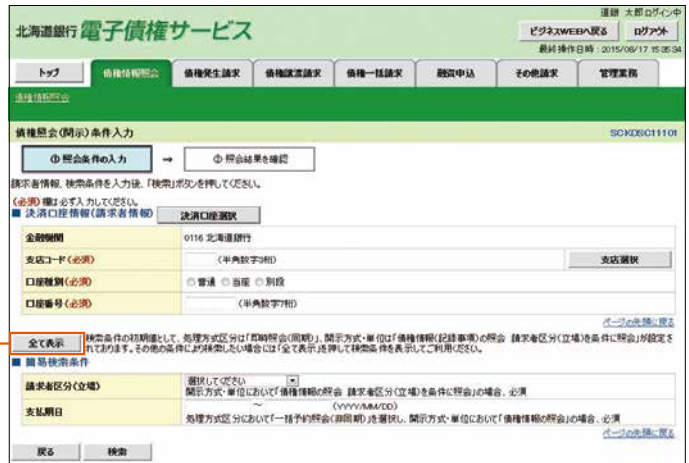 道銀 太郎 ログイン中
北海道銀行 電子債権サービス
ビジネスWEBへ戻る ログアウト
最終操作日時：2015/08/17 15:35:34
トップ 債権情報照会 債権発生請求 債権譲渡請求 債権一括請求 融資申込 その他請求 管理業務
債権情報照会
債権照会(開示)条件入力 SCKDSC11101
① 照会条件の入力 → ② 照会結果を確認
請求者情報、検索条件を入力後、「検索」ボタンを押してください。
(必須)欄は必ず入力してください。
■ 決済口座情報(請求者情報) 決済口座選択
金融機関 0116 北海道銀行
支店コード(必須) (半角数字3桁) 支店選択
口座種別(必須) ○普通 ○当座 ○別段
口座番号(必須) (半角数字7桁)
ページの先頭に戻る
全て表示 検索条件の初期値として、処理方式区分は「即時照会(同期)」、開示方式・単位は「債権情報(記録事項)の照会 請求者区分(立場)を条件に照会」が設定さ
れております。その他の条件により検索したい場合には「全て表示」を押して検索条件を表示してご利用ください。
■ 簡易検索条件
請求者区分(立場) 選択してください
開示方式・単位において「債権情報の照会 請求者区分(立場)を条件に照会」の場合、必須
支払期日 ～ (YYYY/MM/DD)
処理方式区分において「一括予約照会(非同期)」を選択し、開示方式・単位において「債権情報の照会」の場合、必須
ページの先頭に戻る
戻る 検索